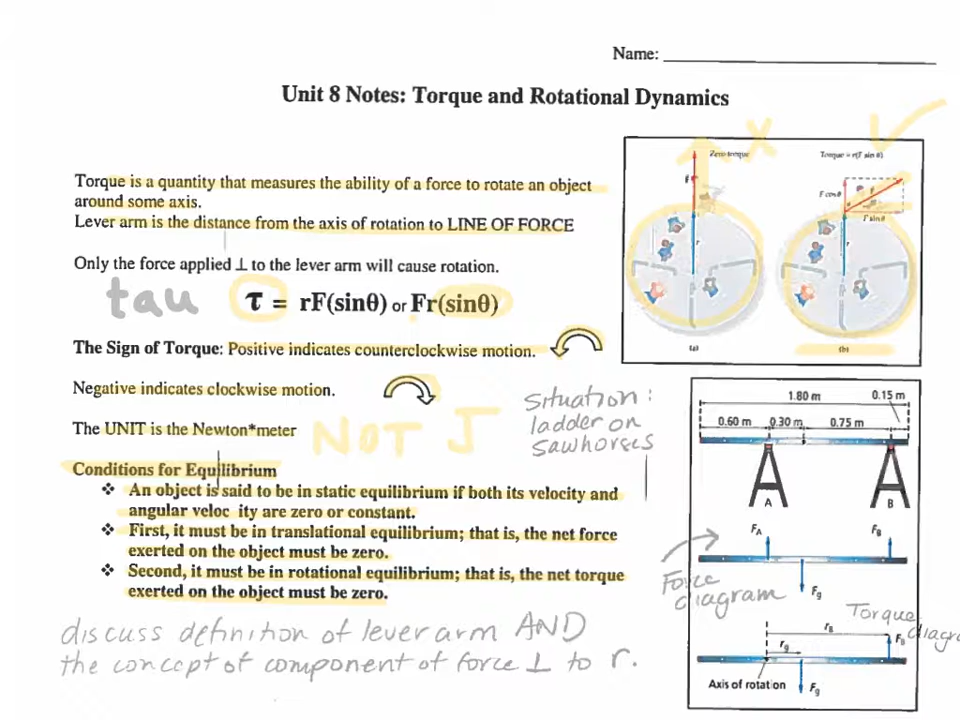 Name:
Unit 8 Notes: Torque and Rotational Dynamics
Torque is a quantity that measures the ability of a force to rotate an object
around some axis.
Lever arm is the distance from the axis of rotation to LINE OF FORCE
Only the force applied ⊥ to the lever arm will cause rotation.
tau
τ = rF(sinθ) or Fr(sinθ)
The Sign of Torque: Positive indicates counterclockwise motion.
Negative indicates clockwise motion.
The UNIT is the Newton*meter
NOT J
Conditions for Equilibrium
❖ An object is said to be in static equilibrium if both its velocity and
angular veloc ity are zero or constant.
❖ First, it must be in translational equilibrium; that is, the net force
exerted on the object must be zero.
❖ Second, it must be in rotational equilibrium; that is, the net torque
exerted on the object must be zero.
discuss definition of lever arm AND
the concept of component of force ⊥ to r.
X
Zero torque
Torque = r(F sin θ)
F
F cos θ
F
θ
F sin θ
r
r
(a)
(b)
situation:
ladder on
sawhorses
1.80 m
0.15 m
0.60 m
0.30 m
0.75 m
A
B
FA
FB
Fg
Force
diagram
Torque
diagra
rB
FB
rg
Axis of rotation
Fg